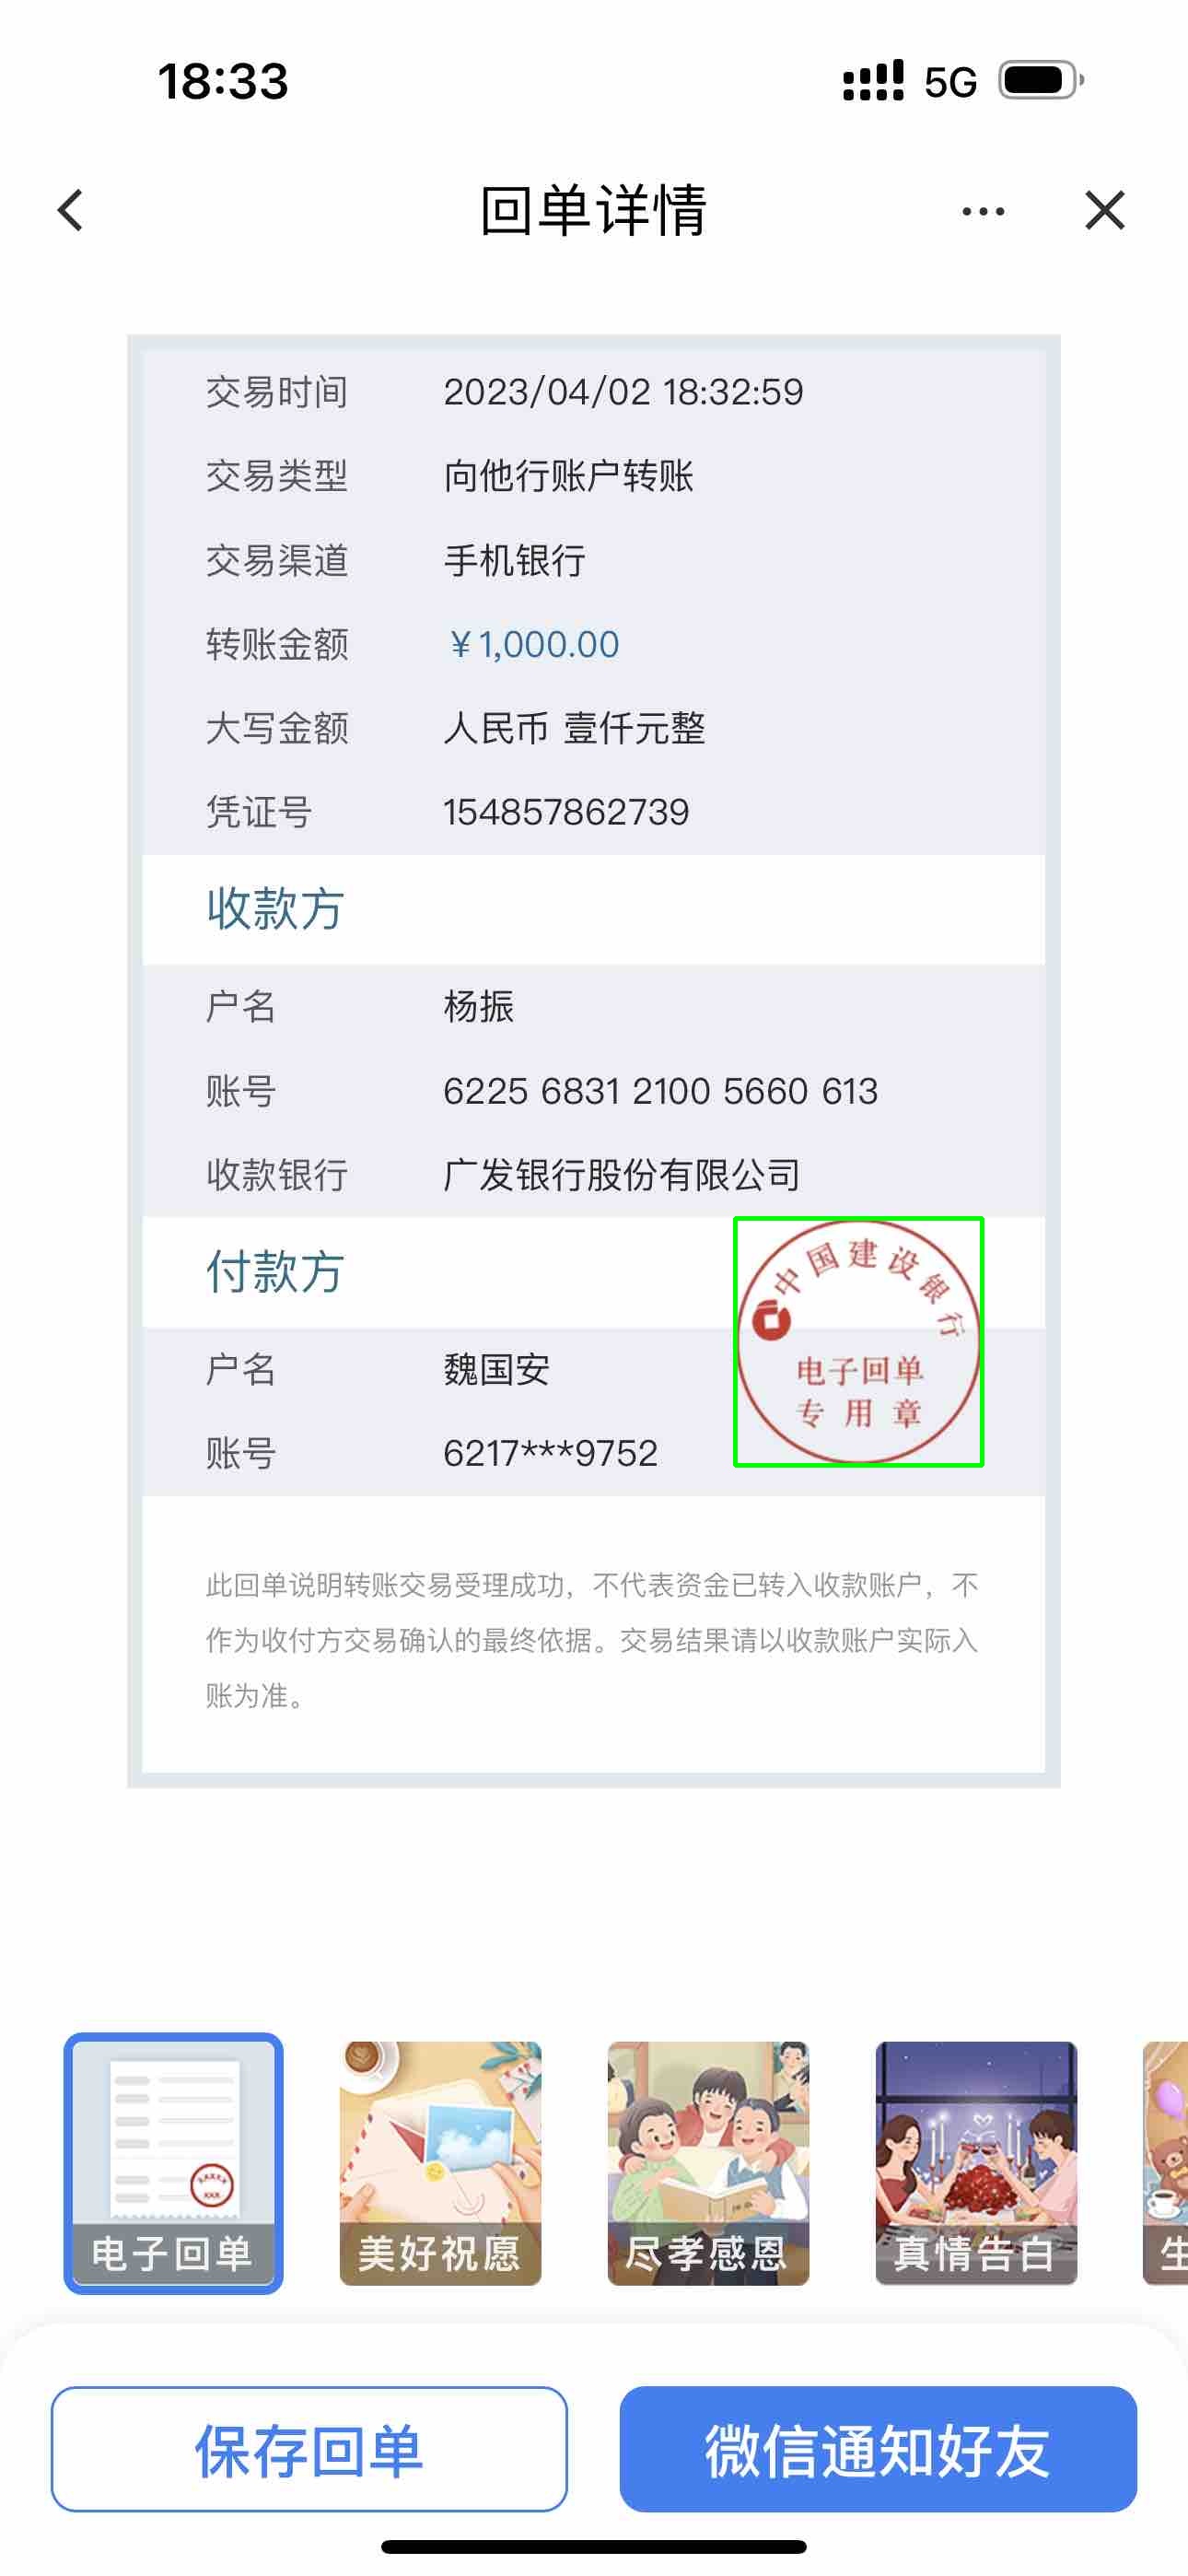 18:33
5G
回单详情
交易时间 2023/04/02 18:32:59
交易类型 向他行账户转账
交易渠道 手机银行
转账金额 ¥1,000.00
大写金额 人民币 壹仟元整
凭证号 154857862739
收款方
户名 杨振
账号 6225 6831 2100 5660 613
收款银行 广发银行股份有限公司
付款方
中国建设银行
电子回单
专用章
户名 魏国安
账号 6217***9752
此回单说明转账交易受理成功，不代表资金已转入收款账户，不
作为收付方交易确认的最终依据。交易结果请以收款账户实际入
账为准。
电子回单 美好祝愿 尽孝感恩 真情告白 生
保存回单 微信通知好友